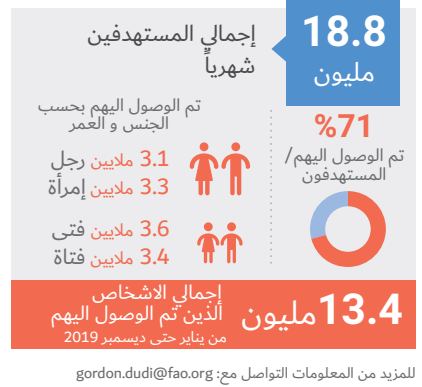 18.8
مليون
إجمالي المستهدفين
شهرياً
تم الوصول اليهم بحسب
الجنس و العمر
3.1 ملايين رجل
3.3 ملايين إمرأة
3.6 ملايين فتى
3.4 ملايين فتاة
%71
تم الوصول اليهم/
المستهدفون
13.4 مليون
إجمالي الاشخاص
الذين تم الوصول اليهم
من يناير حتى ديسمبر 2019
للمزيد من المعلومات التواصل مع: gordon.dudi@fao.org